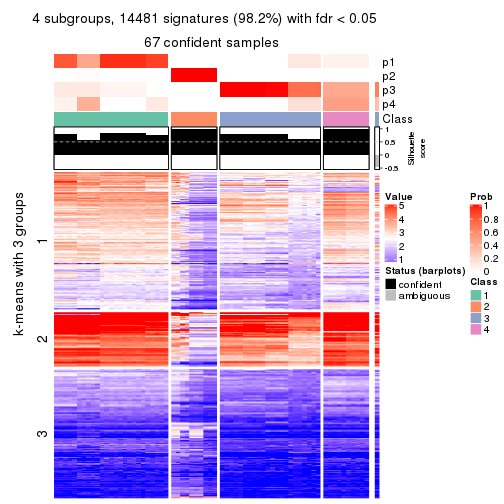 4 subgroups, 14481 signatures (98.2%) with fdr < 0.05
67 confident samples
p1
p2
p3
p4
Class
1
0.5
0
-0.5
Silhouette
score
k-means with 3 groups
1
2
3
Value
5
4
3
2
1
Status (barplots)
confident
ambiguous
Prob
1
0.8
0.6
0.4
0.2
0
Class
1
2
3
4